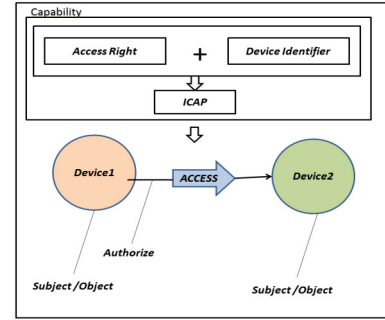 Capability
Access Right
+
Device Identifier
ICAP
Device1
ACCESS
Device2
Authorize
Subject /Object
Subject /Object